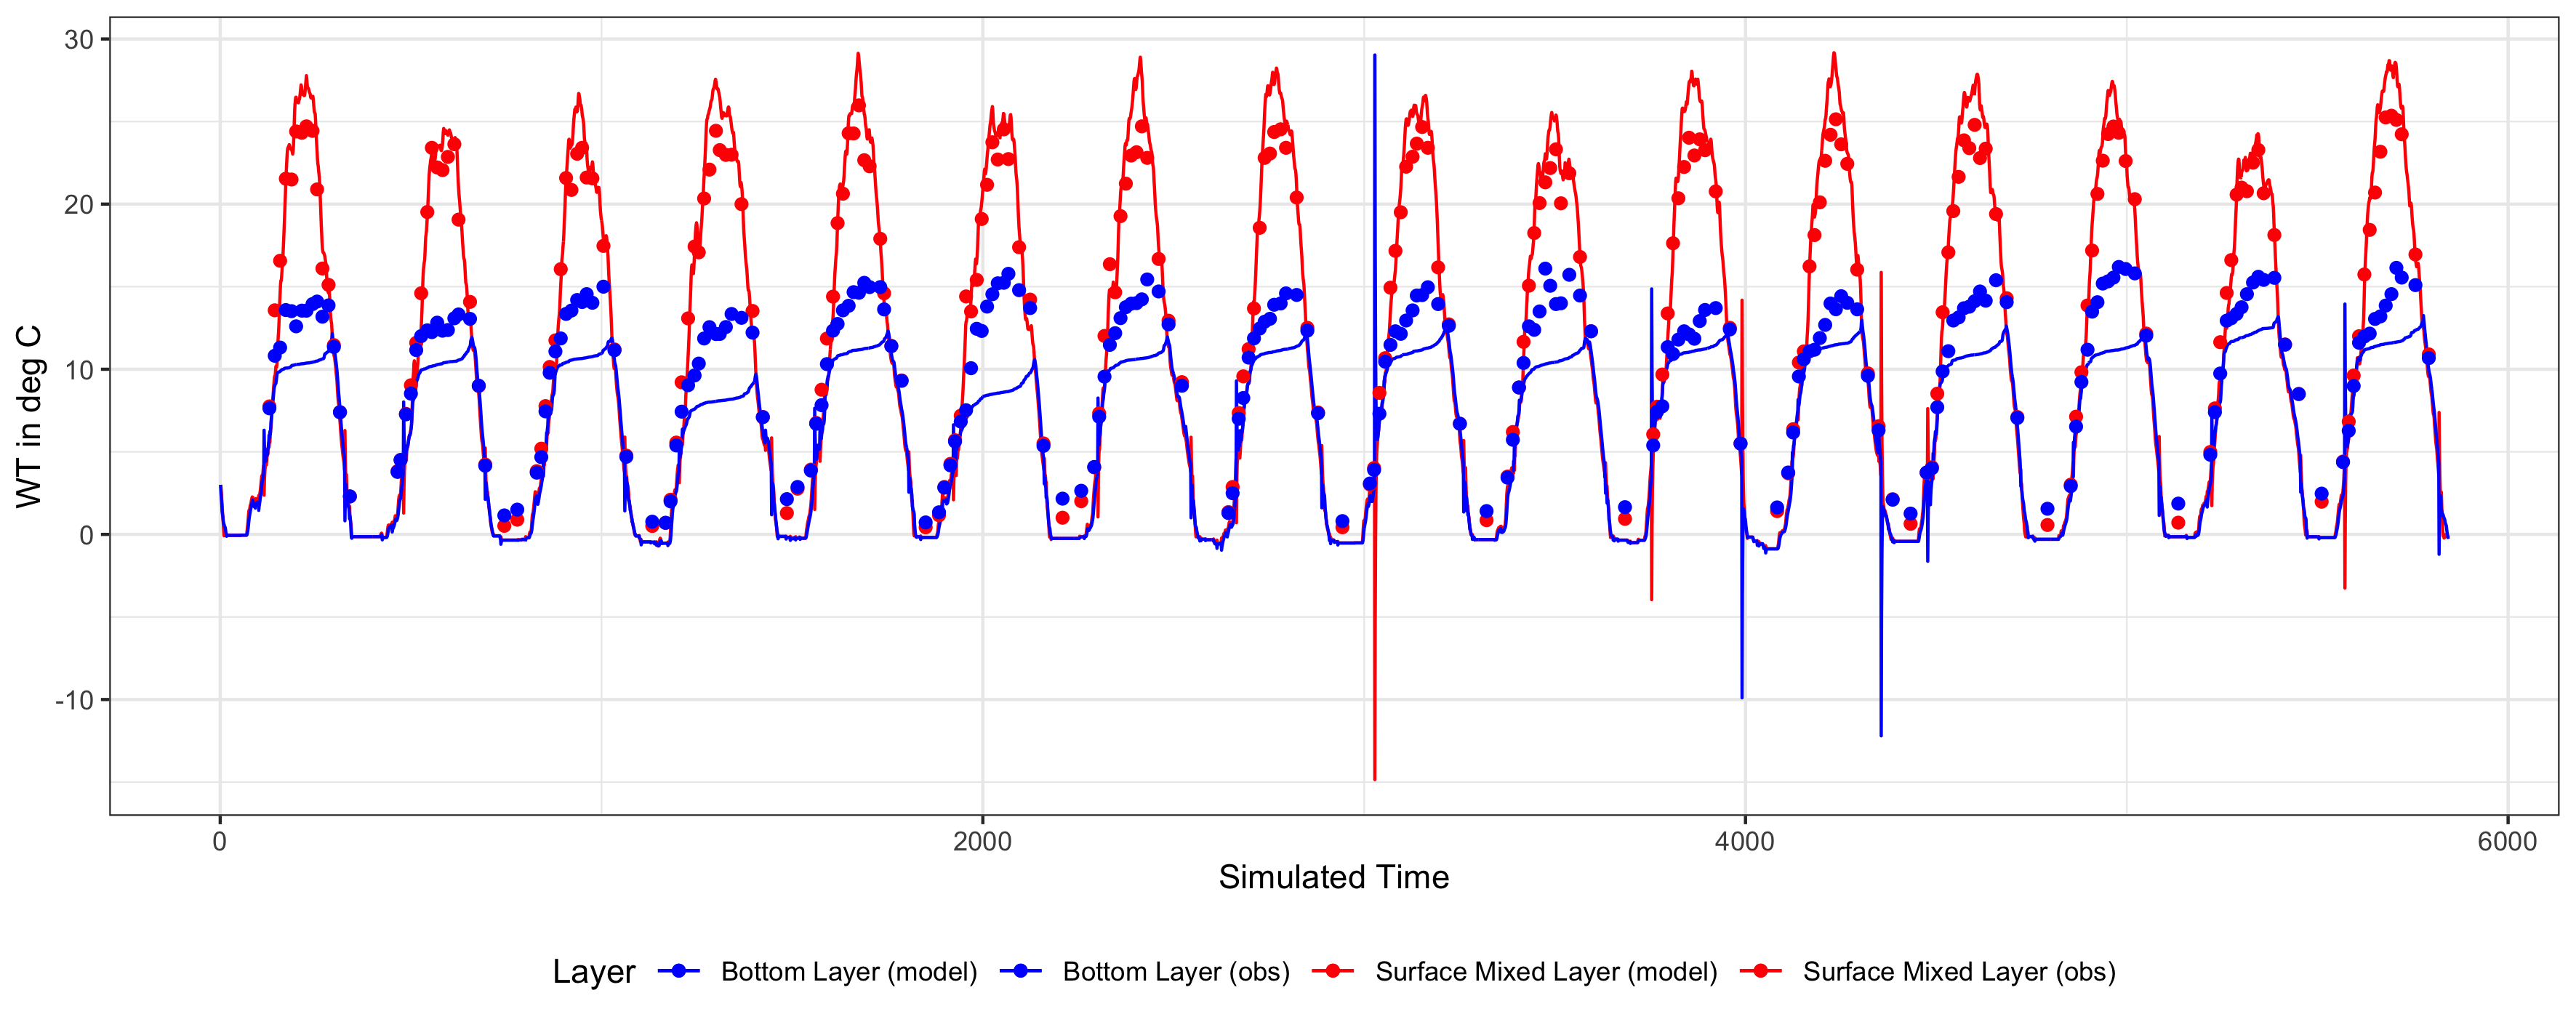 WT in deg C
30
20
10
0
-10
0 2000 4000 6000
Simulated Time
Layer Bottom Layer (model) Bottom Layer (obs) Surface Mixed Layer (model) Surface Mixed Layer (obs)